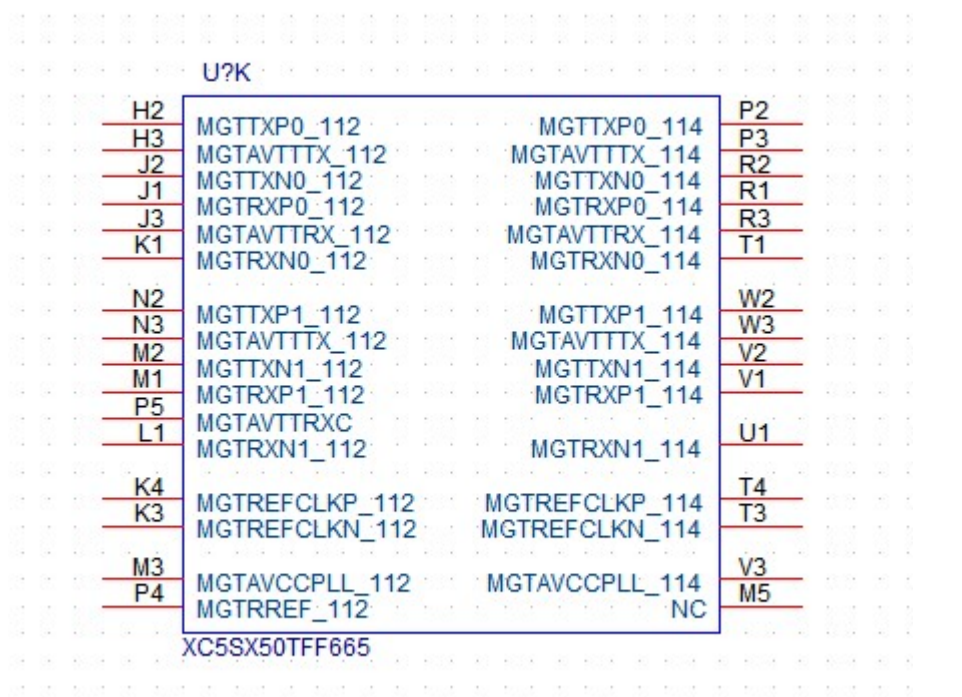 U?K
H2 MGTTXP0_112 MGTTXP0_114 P2
H3 MGTAVTTTX_112 MGTAVTTTX_114 P3
J2 MGTTXN0_112 MGTTXN0_114 R2
J1 MGTRXP0_112 MGTRXP0_114 R1
J3 MGTAVTTRX_112 MGTAVTTRX_114 R3
K1 MGTRXN0_112 MGTRXN0_114 T1
N2 MGTTXP1_112 MGTTXP1_114 W2
N3 MGTAVTTTX_112 MGTAVTTTX_114 W3
M2 MGTTXN1_112 MGTTXN1_114 V2
M1 MGTRXP1_112 MGTRXP1_114 V1
P5 MGTAVTTRXC
L1 MGTRXN1_112 MGTRXN1_114 U1
K4 MGTREFCLKP_112 MGTREFCLKP_114 T4
K3 MGTREFCLKN_112 MGTREFCLKN_114 T3
M3 MGTAVCCPLL_112 MGTAVCCPLL_114 V3
P4 MGTRREF_112 NC M5
XC5SX50TFF665